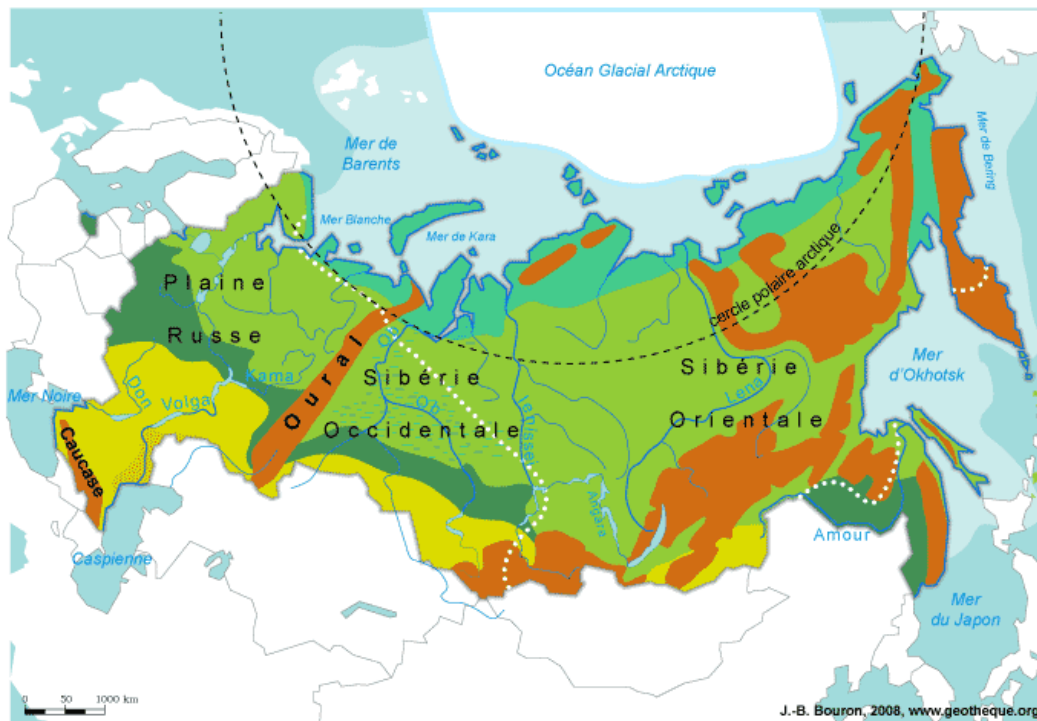 Océan Glacial Arctique
Mer de
Barents
Mer de Bering
Mer Blanche
Mer de Kara
cercle polaire arctique
Plaine
Russe
Oural
Ob
Kama
Sibérie
Occidentale
Ob
Ienisseï
Sibérie
Orientale
Lena
Mer
d'Okhotsk
Mer Noire
Don
Volga
Caucase
Angara
Amour
Caspienne
Mer
du Japon
0 50 1000 km
J.-B. Bouron, 2008, www.geotheque.org